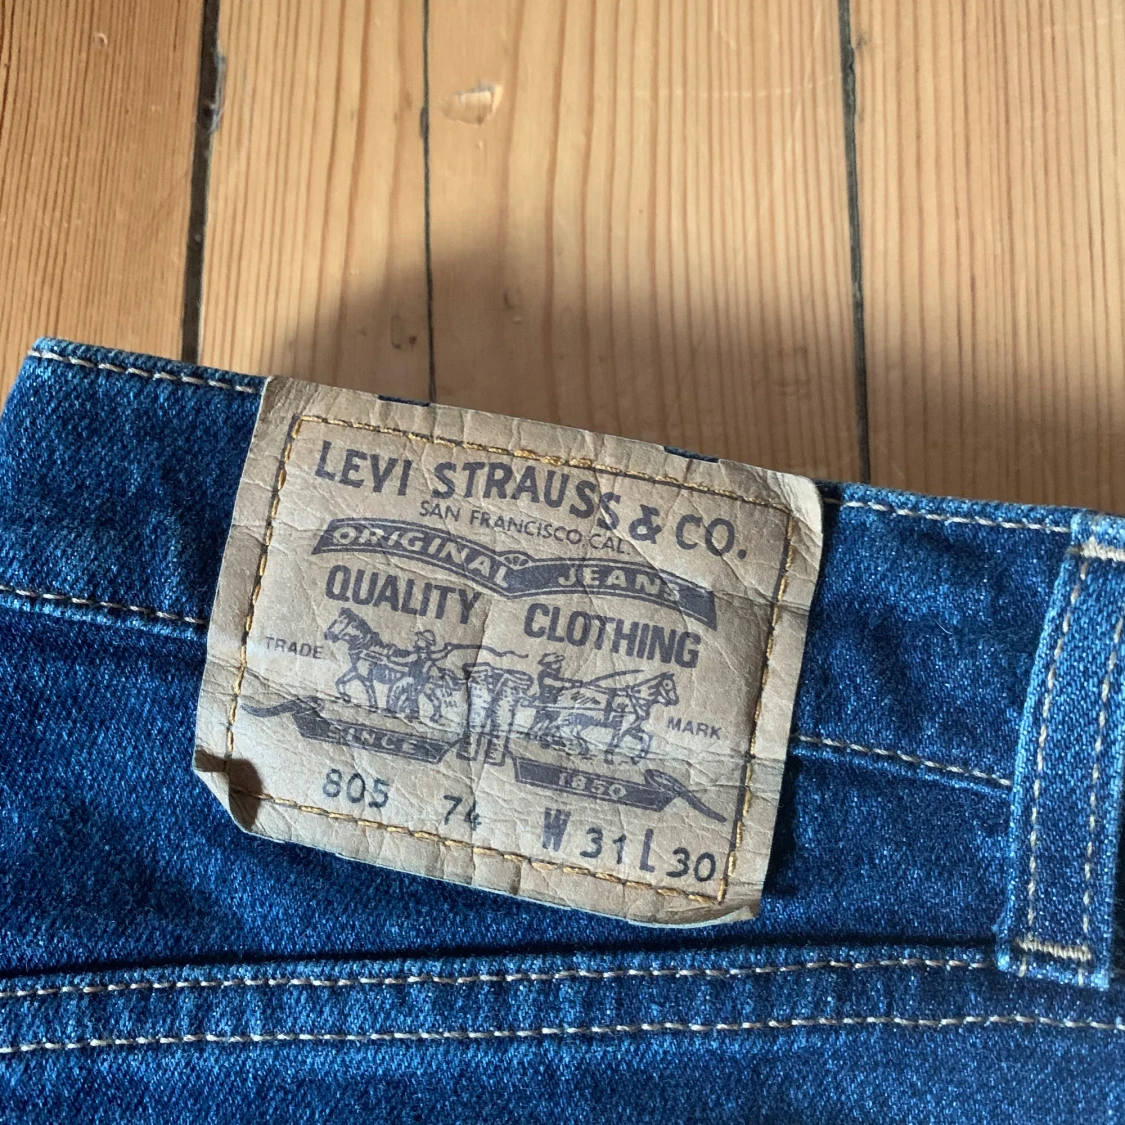 LEVI STRAUSS & CO.
SAN FRANCISCO, CAL.
ORIGINAL JEANS
QUALITY CLOTHING
TRADE MARK
SINCE 1850
805 74 W 31 L 30